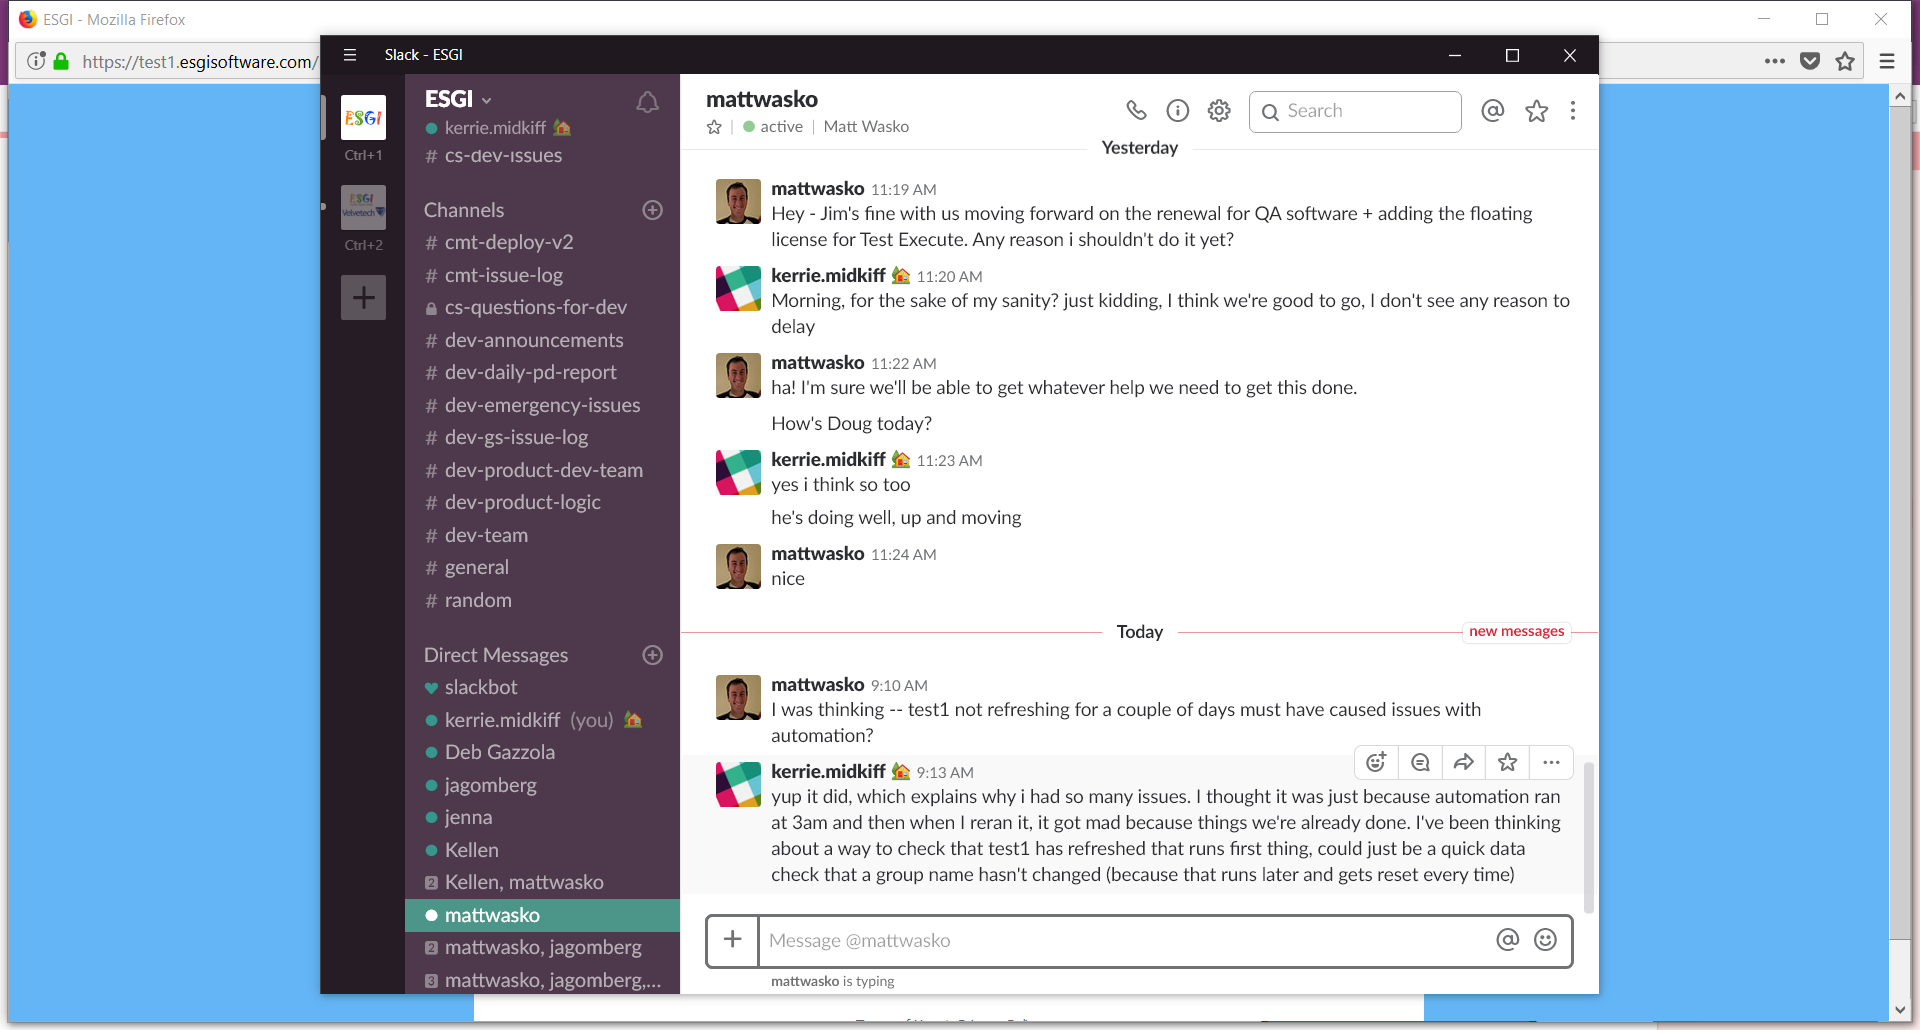 ESGI - Mozilla Firefox
https://test1.esgisoftware.com/
Slack - ESGI
ESGI
Ctrl+1
ESGI
Velvetech
Ctrl+2
ESGI
kerrie.midkiff
# cs-dev-issues
Channels
# cmt-deploy-v2
# cmt-issue-log
cs-questions-for-dev
# dev-announcements
# dev-daily-pd-report
# dev-emergency-issues
# dev-gs-issue-log
# dev-product-dev-team
# dev-product-logic
# dev-team
# general
# random
Direct Messages
slackbot
kerrie.midkiff (you)
Deb Gazzola
jagomberg
jenna
Kellen
2 Kellen, mattwasko
mattwasko
2 mattwasko, jagomberg
3 mattwasko, jagomberg,...
mattwasko
active | Matt Wasko
Search
Yesterday
mattwasko 11:19 AM
Hey - Jim's fine with us moving forward on the renewal for QA software + adding the floating
license for Test Execute. Any reason i shouldn't do it yet?
kerrie.midkiff 11:20 AM
Morning, for the sake of my sanity? just kidding, I think we're good to go, I don't see any reason to
delay
mattwasko 11:22 AM
ha! I'm sure we'll be able to get whatever help we need to get this done.
How's Doug today?
kerrie.midkiff 11:23 AM
yes i think so too
he's doing well, up and moving
mattwasko 11:24 AM
nice
Today
new messages
mattwasko 9:10 AM
I was thinking -- test1 not refreshing for a couple of days must have caused issues with
automation?
kerrie.midkiff 9:13 AM
yup it did, which explains why i had so many issues. I thought it was just because automation ran
at 3am and then when I reran it, it got mad because things we're already done. I've been thinking
about a way to check that test1 has refreshed that runs first thing, could just be a quick data
check that a group name hasn't changed (because that runs later and gets reset every time)
Message @mattwasko
mattwasko is typing